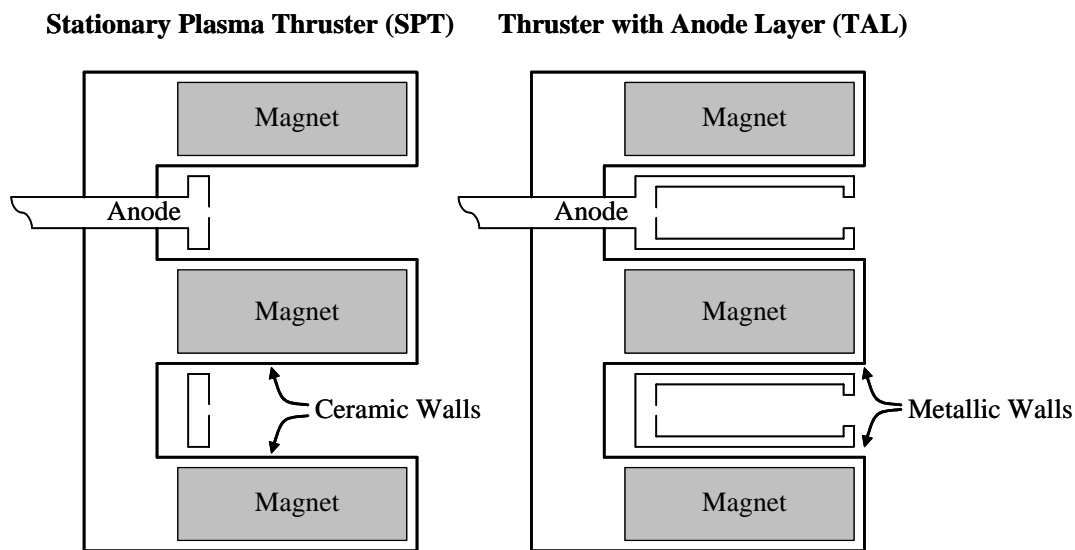 Stationary Plasma Thruster (SPT)
Thruster with Anode Layer (TAL)
Magnet
Anode
Magnet
Ceramic Walls
Magnet
Magnet
Anode
Magnet
Metallic Walls
Magnet